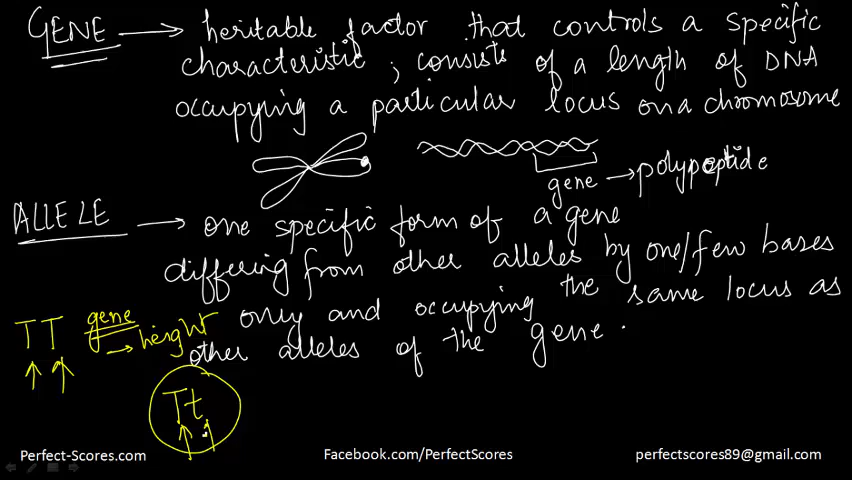 GENE → heritable factor that controls a specific
characteristic ; consists of a length of DNA
occupying a particular locus on a chromosome
gene → polypeptide
ALLELE → one specific form of a gene
differing from other alleles by one/few bases
only and occupying the same locus as
other alleles of the gene.
TT gene → height
Tt
Perfect-Scores.com
Facebook.com/PerfectScores
perfectscores89@gmail.com